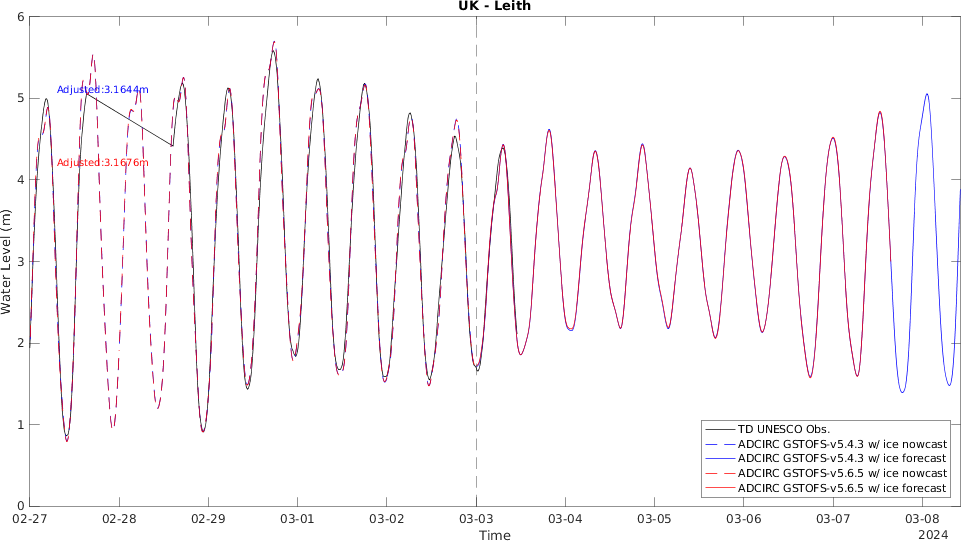 UK - Leith
6
5
4
3
2
1
0
Water Level (m)
Adjusted:3.1644m
Adjusted:3.1676m
TD UNESCO Obs.
ADCIRC GSTOFS-v5.4.3 w/ ice nowcast
ADCIRC GSTOFS-v5.4.3 w/ ice forecast
ADCIRC GSTOFS-v5.6.5 w/ ice nowcast
ADCIRC GSTOFS-v5.6.5 w/ ice forecast
02-27 02-28 02-29 03-01 03-02 03-03 03-04 03-05 03-06 03-07 03-08
Time
2024